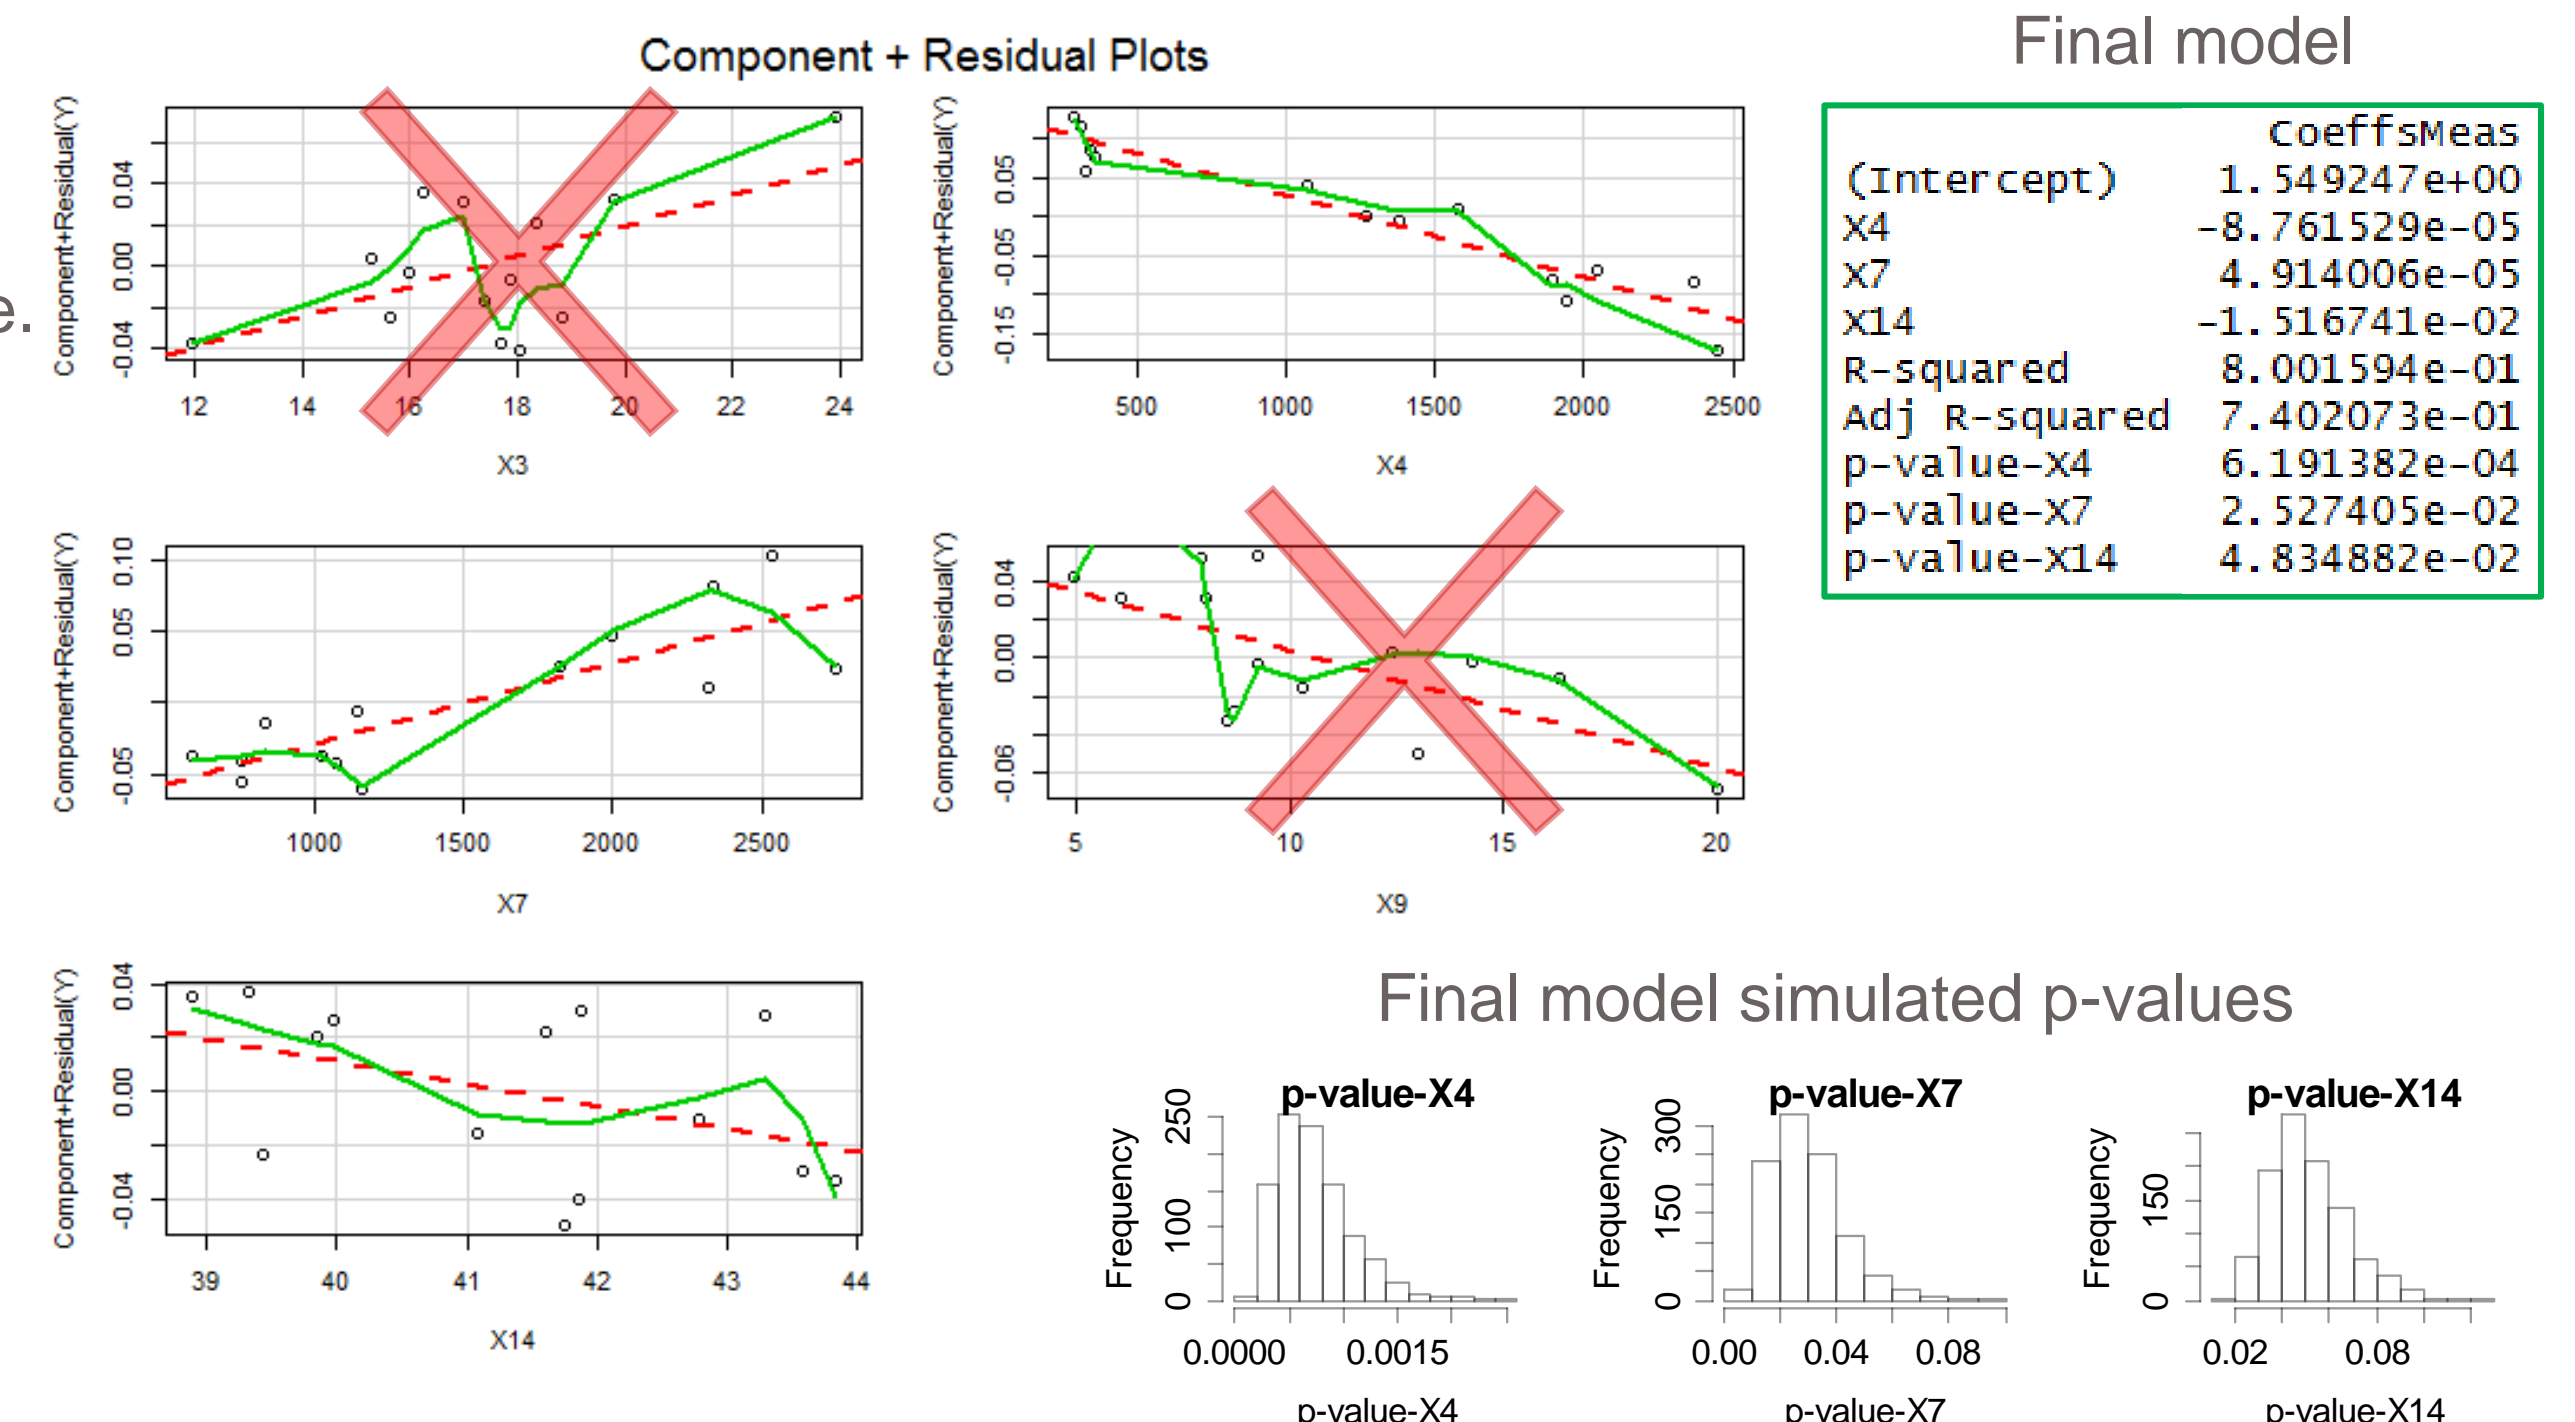 e.
Component + Residual Plots
Component+Residual(Y)
-0.04 0.00 0.04
12 14 16 18 20 22 24
X3
Component+Residual(Y)
-0.15 -0.05 0.05
500 1000 1500 2000 2500
X4
Component+Residual(Y)
-0.05 0.05 0.10
1000 1500 2000 2500
X7
Component+Residual(Y)
-0.06 0.00 0.04
5 10 15 20
X9
Component+Residual(Y)
-0.04 0.00 0.04
39 40 41 42 43 44
X14
Final model
CoeffsMeas
(Intercept) 1.549247e+00
X4 -8.761529e-05
X7 4.914006e-05
X14 -1.516741e-02
R-squared 8.001594e-01
Adj R-squared 7.402073e-01
p-value-X4 6.191382e-04
p-value-X7 2.527405e-02
p-value-X14 4.834882e-02
Final model simulated p-values
p-value-X4
Frequency
0 100 250
0.0000 0.0015
p-value-X4
p-value-X7
Frequency
0 150 300
0.00 0.04 0.08
p-value-X7
p-value-X14
Frequency
0 150
0.02 0.08
p-value-X14